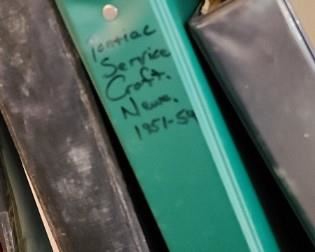 Pontiac
Service
Craft.
News.
1951-54